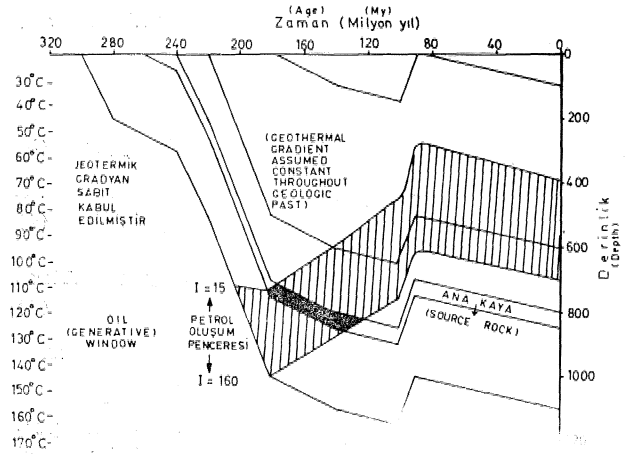 (Age) (My)
Zaman (Milyon yıl)
320 280 240 200 180 140 100 80 40 0
30°C
40°C
50°C
60°C
70°C
80°C
90°C
100°C
110°C
120°C
130°C
140°C
150°C
160°C
170°C
200
400
600
800
1000
Derinlik
(Depth)
JEOTERMİK
GRADYAN
SABİT
KABUL
EDİLMİŞTİR
(GEOTHERMAL
GRADIENT
ASSUMED
CONSTANT
THROUGHOUT
GEOLOGIC
PAST)
I = 15
OIL
(GENERATIVE)
WINDOW
PETROL
OLUŞUM
PENCERESİ
I = 160
ANA KAYA
(SOURCE ROCK)